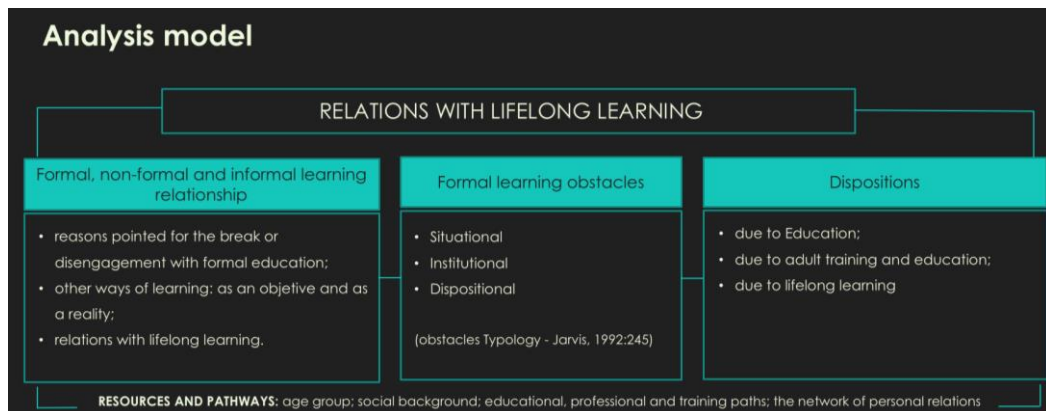 Analysis model
RELATIONS WITH LIFELONG LEARNING
Formal, non-formal and informal learning
relationship
• reasons pointed for the break or
disengagement with formal education;
• other ways of learning: as an objetive and as
a reality;
• relations with lifelong learning.
Formal learning obstacles
• Situational
• Institutional
• Dispositional
(obstacles Typology - Jarvis, 1992:245)
Dispositions
• due to Education;
• due to adult training and education;
• due to lifelong learning
RESOURCES AND PATHWAYS: age group; social background; educational, professional and training paths; the network of personal relations